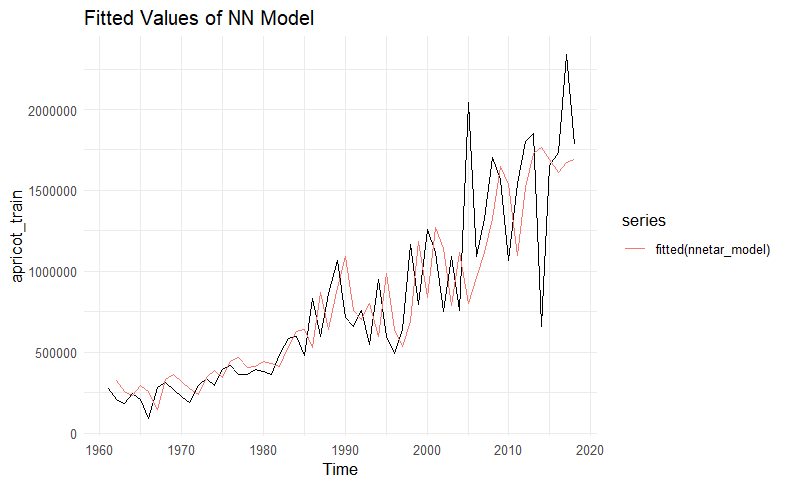 Fitted Values of NN Model
2000000
1500000
1000000
500000
0
apricot_train
1960
1970
1980
1990
2000
2010
2020
Time
series
fitted(nnetar_model)